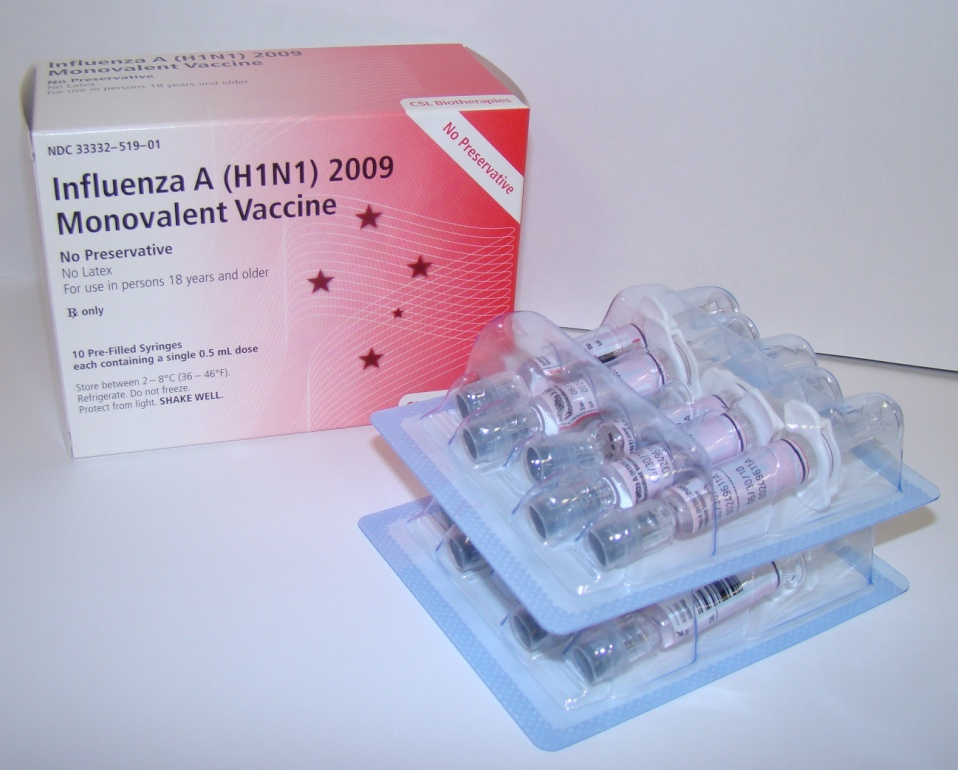 Influenza A (H1N1) 2009
Monovalent Vaccine
No Preservative
No Latex
For use in persons 18 years and older
CSL Biotherapies
No Preservative
NDC 33332–519–01
Influenza A (H1N1) 2009
Monovalent Vaccine
No Preservative
No Latex
For use in persons 18 years and older
℞ only
10 Pre-Filled Syringes
each containing a single 0.5 mL dose
Store between 2–8°C (36–46°F).
Refrigerate. Do not freeze.
Protect from light. SHAKE WELL.
02449611A